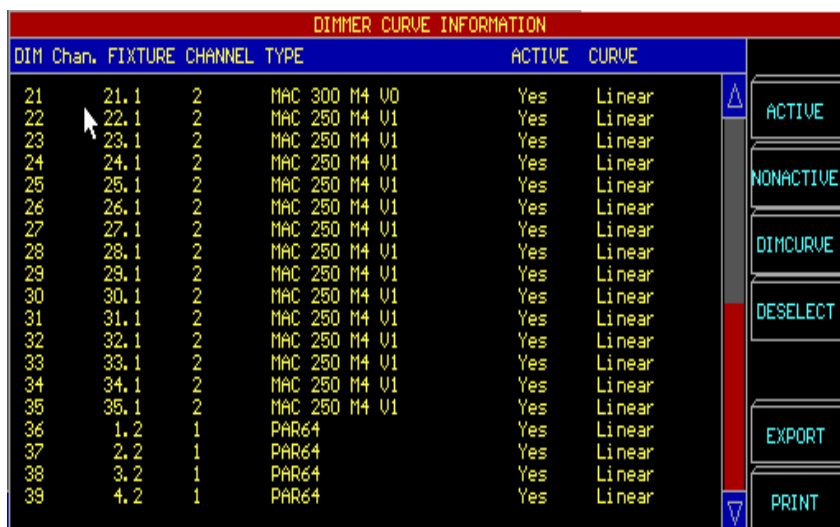 DIMMER CURVE INFORMATION
DIM Chan. FIXTURE CHANNEL TYPE ACTIVE CURVE
21 21.1 2 MAC 300 M4 V0 Yes Linear
22 22.1 2 MAC 250 M4 V1 Yes Linear
23 23.1 2 MAC 250 M4 V1 Yes Linear
24 24.1 2 MAC 250 M4 V1 Yes Linear
25 25.1 2 MAC 250 M4 V1 Yes Linear
26 26.1 2 MAC 250 M4 V1 Yes Linear
27 27.1 2 MAC 250 M4 V1 Yes Linear
28 28.1 2 MAC 250 M4 V1 Yes Linear
29 29.1 2 MAC 250 M4 V1 Yes Linear
30 30.1 2 MAC 250 M4 V1 Yes Linear
31 31.1 2 MAC 250 M4 V1 Yes Linear
32 32.1 2 MAC 250 M4 V1 Yes Linear
33 33.1 2 MAC 250 M4 V1 Yes Linear
34 34.1 2 MAC 250 M4 V1 Yes Linear
35 35.1 2 MAC 250 M4 V1 Yes Linear
36 1.2 1 PAR64 Yes Linear
37 2.2 1 PAR64 Yes Linear
38 3.2 1 PAR64 Yes Linear
39 4.2 1 PAR64 Yes Linear
ACTIVE
NONACTIVE
DIMCURVE
DESELECT
EXPORT
PRINT